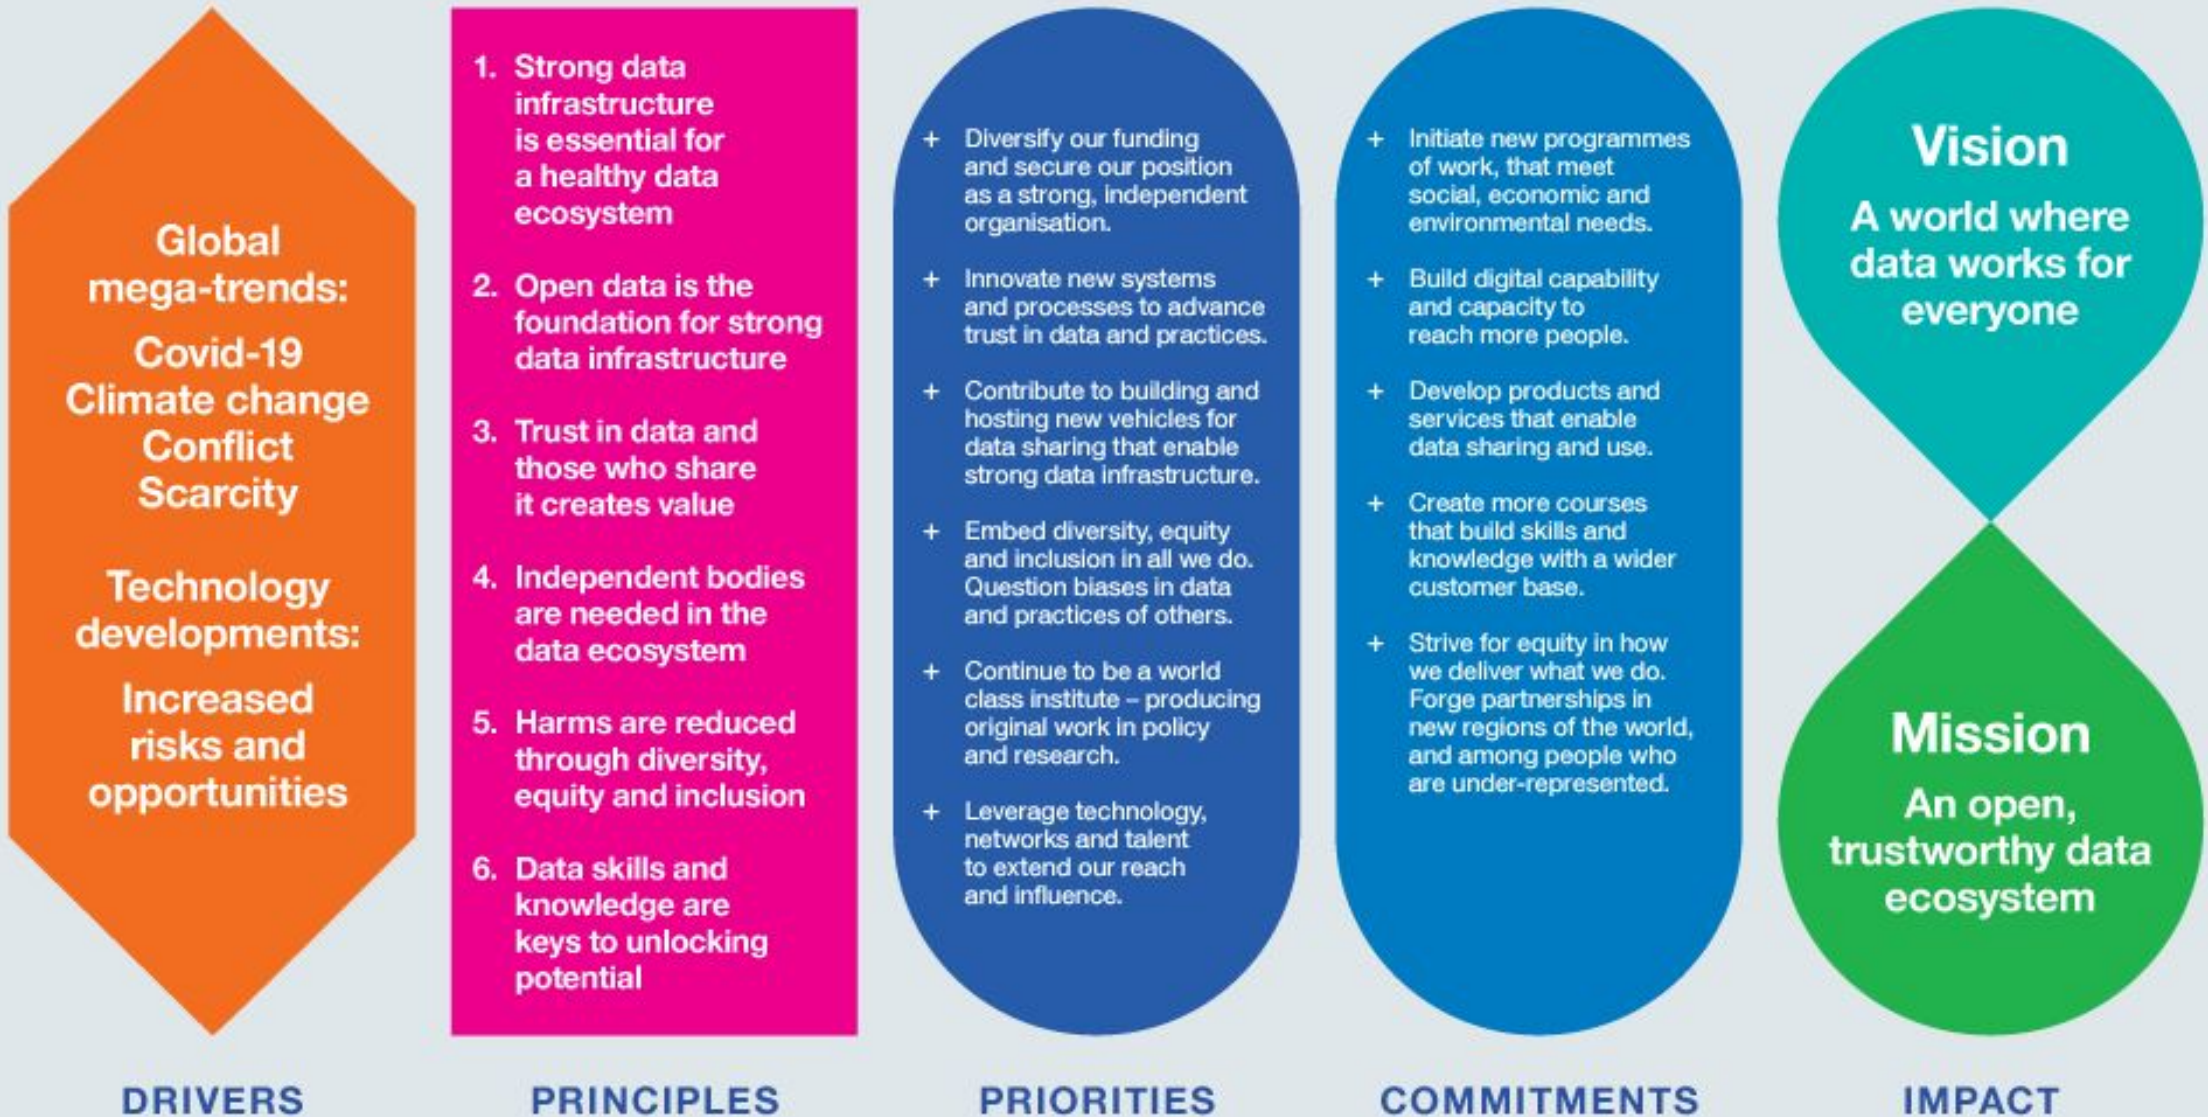 Global
mega-trends:
Covid-19
Climate change
Conflict
Scarcity
Technology
developments:
Increased
risks and
opportunities
DRIVERS
1. Strong data
infrastructure
is essential for
a healthy data
ecosystem
2. Open data is the
foundation for strong
data infrastructure
3. Trust in data and
those who share
it creates value
4. Independent bodies
are needed in the
data ecosystem
5. Harms are reduced
through diversity,
equity and inclusion
6. Data skills and
knowledge are
keys to unlocking
potential
PRINCIPLES
+ Diversify our funding
and secure our position
as a strong, independent
organisation.
+ Innovate new systems
and processes to advance
trust in data and practices.
+ Contribute to building and
hosting new vehicles for
data sharing that enable
strong data infrastructure.
+ Embed diversity, equity
and inclusion in all we do.
Question biases in data
and practices of others.
+ Continue to be a world
class institute – producing
original work in policy
and research.
+ Leverage technology,
networks and talent
to extend our reach
and influence.
PRIORITIES
+ Initiate new programmes
of work, that meet
social, economic and
environmental needs.
+ Build digital capability
and capacity to
reach more people.
+ Develop products and
services that enable
data sharing and use.
+ Create more courses
that build skills and
knowledge with a wider
customer base.
+ Strive for equity in how
we deliver what we do.
Forge partnerships in
new regions of the world,
and among people who
are under-represented.
COMMITMENTS
Vision
A world where
data works for
everyone
Mission
An open,
trustworthy data
ecosystem
IMPACT